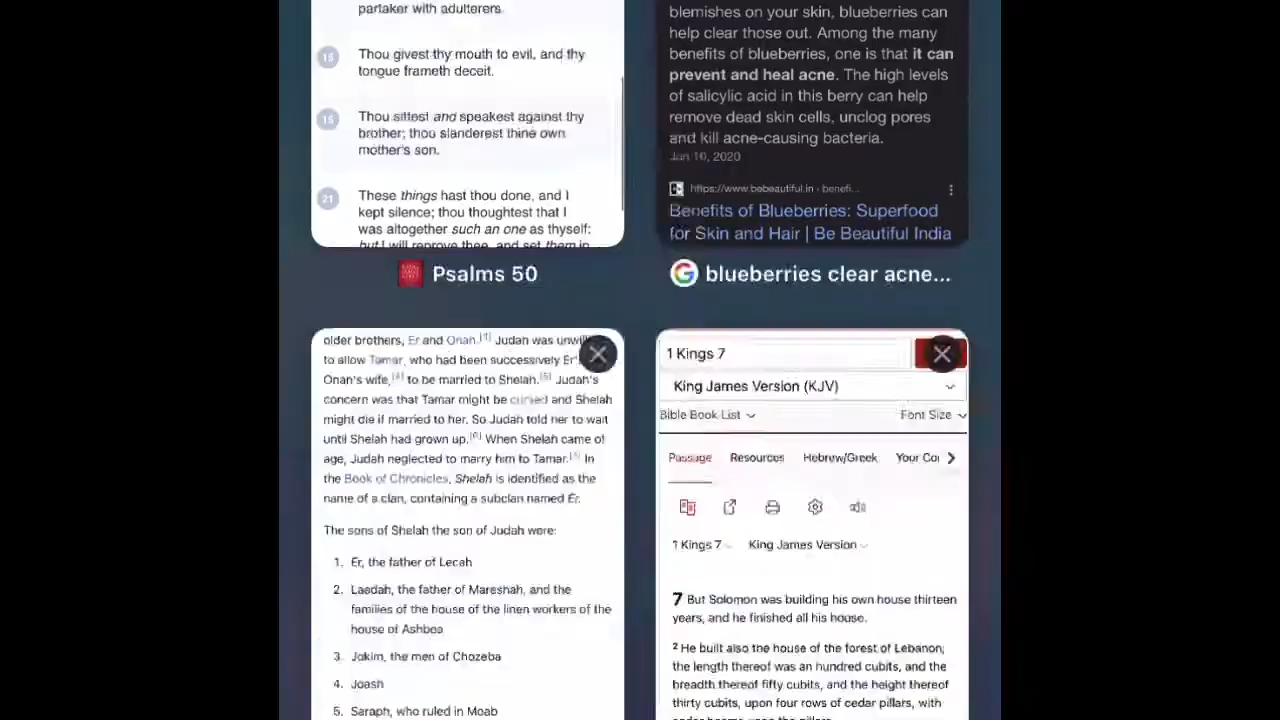 partaker with adulterers.
15
Thou givest thy mouth to evil, and thy
tongue frameth deceit.
15
Thou sittest and speakest against thy
brother; thou slanderest thine own
mother's son.
21
These things hast thou done, and I
kept silence; thou thoughtest that I
was altogether such an one as thyself:
but I will reprove thee, and set them in
Psalms 50
blemishes on your skin, blueberries can
help clear those out. Among the many
benefits of blueberries, one is that it can
prevent and heal acne. The high levels
of salicylic acid in this berry can help
remove dead skin cells, unclog pores
and kill acne-causing bacteria.
Jan 10, 2020
https://www.bebeautiful.in › benefi...
Benefits of Blueberries: Superfood
for Skin and Hair | Be Beautiful India
blueberries clear acne...
older brothers, Er and Onan.[4] Judah was
to allow Tamar, who had been successively Er's
Onan's wife,[4] to be married to Shelah.[5] Judah's
concern was that Tamar might be cursed and Shelah
might die if married to her. So Judah told her to wait
until Shelah had grown up.[6] When Shelah came of
age, Judah neglected to marry him to Tamar. In
the Book of Chronicles, Shelah is identified as the
name of a clan, containing a subclan named Er.
The sons of Shelah the son of Judah were:
1. Er, the father of Lecah
2. Laadah, the father of Mareshah, and the
families of the house of the linen workers of the
house of Ashbea
3. Jokim, the men of Chozeba
4. Joash
5. Saraph, who ruled in Moab
1 Kings 7
King James Version (KJV)
Bible Book List
Font Size
Passage Resources Hebrew/Greek Your Con
1 Kings 7 King James Version
7 But Solomon was building his own house thirteen
years, and he finished all his house.
2 He built also the house of the forest of Lebanon;
the length thereof was an hundred cubits, and the
breadth thereof fifty cubits, and the height thereof
thirty cubits, upon four rows of cedar pillars, with
cedar beams upon the pillars.